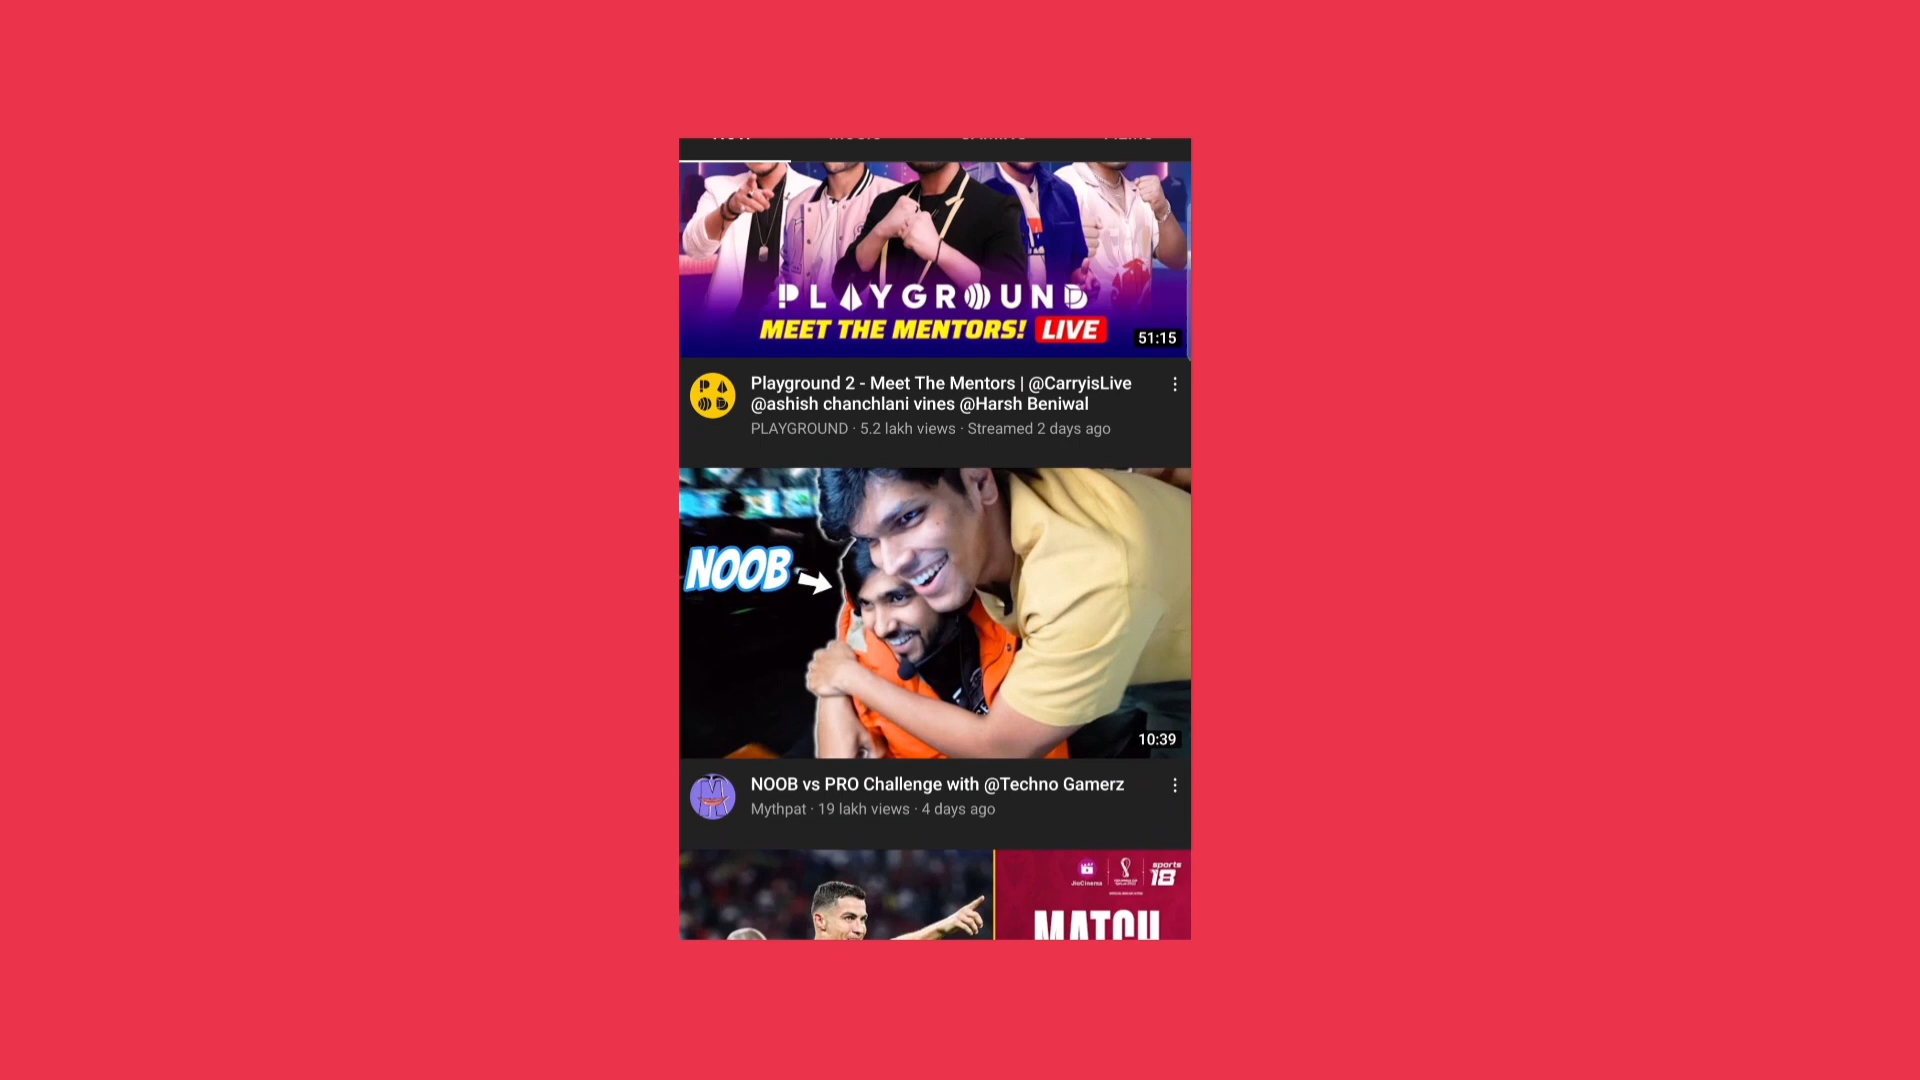 PLAYGROUND
MEET THE MENTORS! LIVE
51:15
Playground 2 - Meet The Mentors | @CarryisLive
@ashish chanchlani vines @Harsh Beniwal
PLAYGROUND · 5.2 lakh views · Streamed 2 days ago
NOOB
10:39
NOOB vs PRO Challenge with @Techno Gamerz
Mythpat · 19 lakh views · 4 days ago
JioCinema
sports
18
MATCH